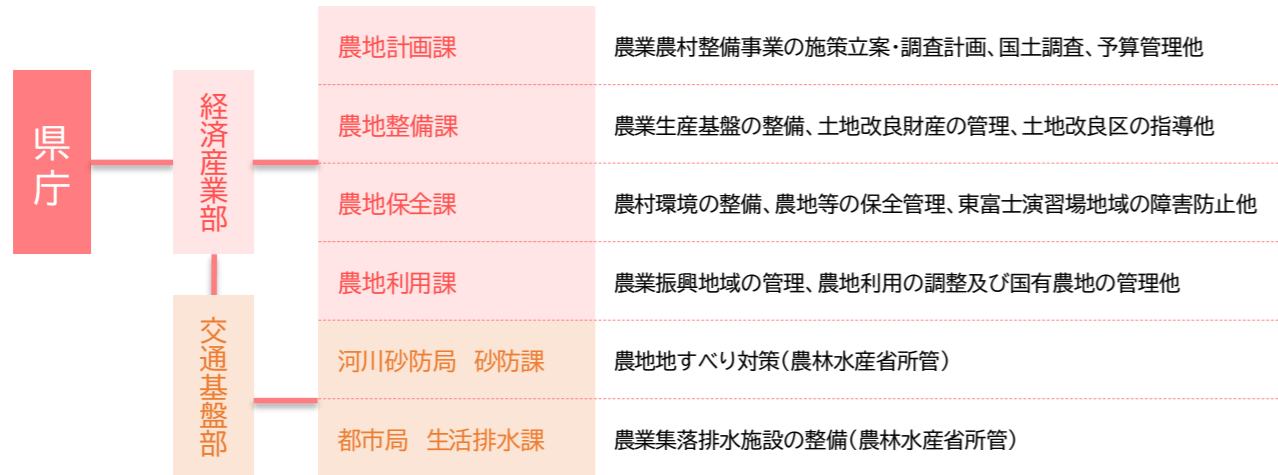 県庁
経済産業部
農地計画課 農業農村整備事業の施策立案・調査計画、国土調査、予算管理他
農地整備課 農業生産基盤の整備、土地改良財産の管理、土地改良区の指導他
農地保全課 農村環境の整備、農地等の保全管理、東富士演習場地域の障害防止他
農地利用課 農業振興地域の管理、農地利用の調整及び国有農地の管理他
交通基盤部
河川砂防局 砂防課 農地地すべり対策(農林水産省所管)
都市局 生活排水課 農業集落排水施設の整備(農林水産省所管)